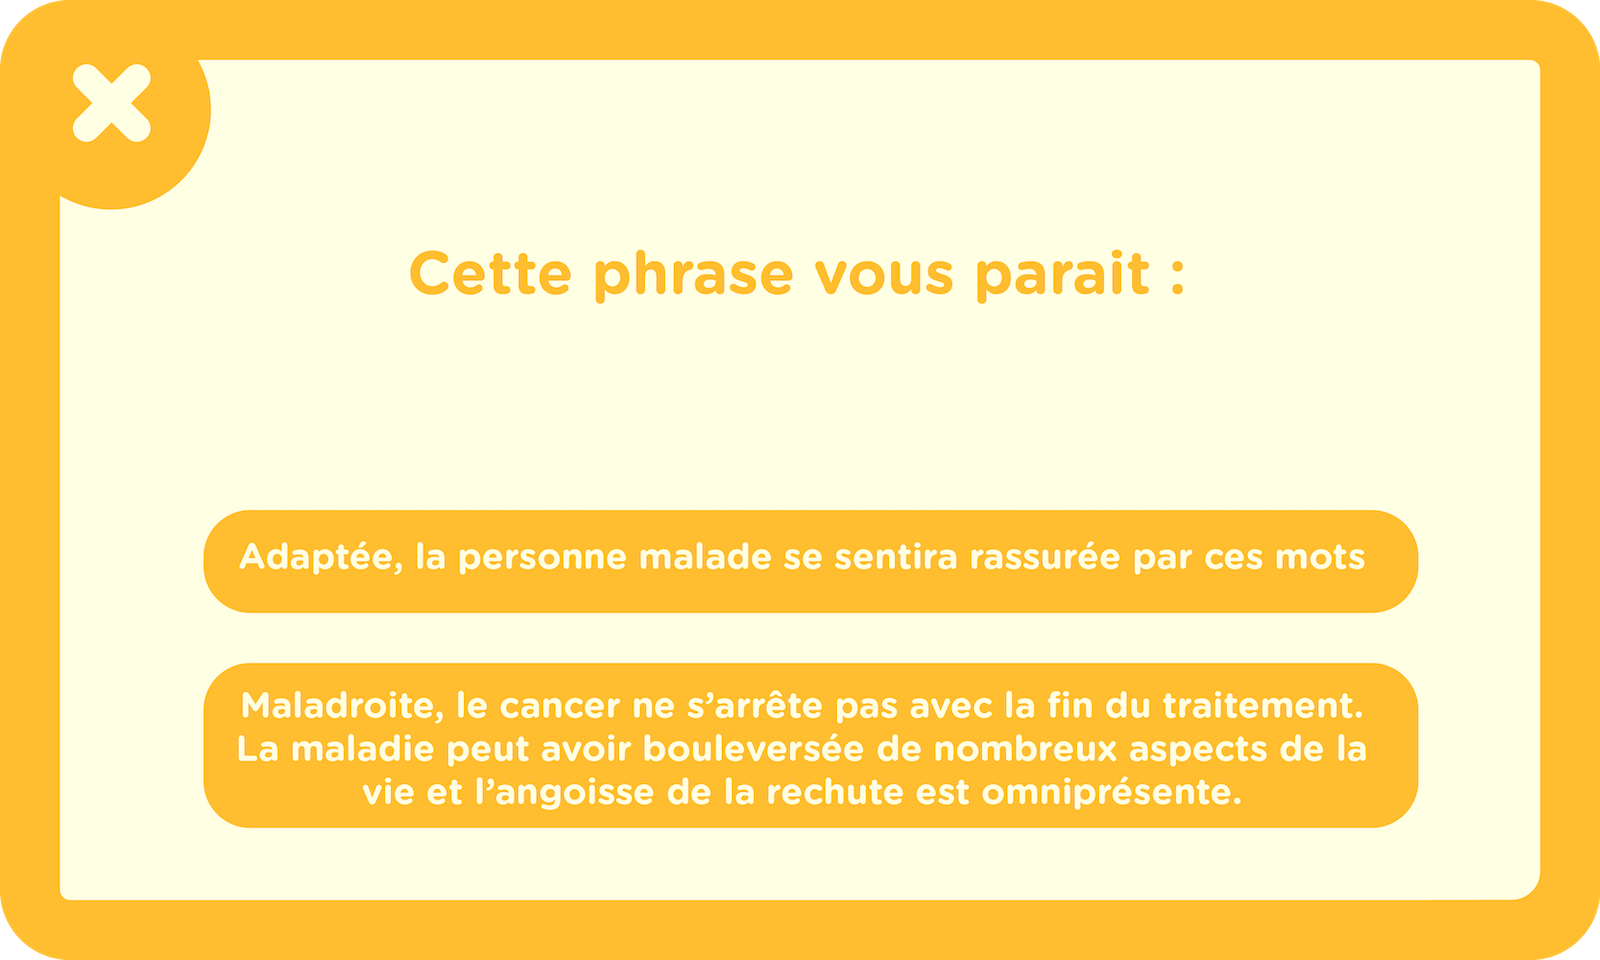 Cette phrase vous parait :
Adaptée, la personne malade se sentira rassurée par ces mots
Maladroite, le cancer ne s’arrête pas avec la fin du traitement.
La maladie peut avoir bouleversée de nombreux aspects de la
vie et l’angoisse de la rechute est omniprésente.